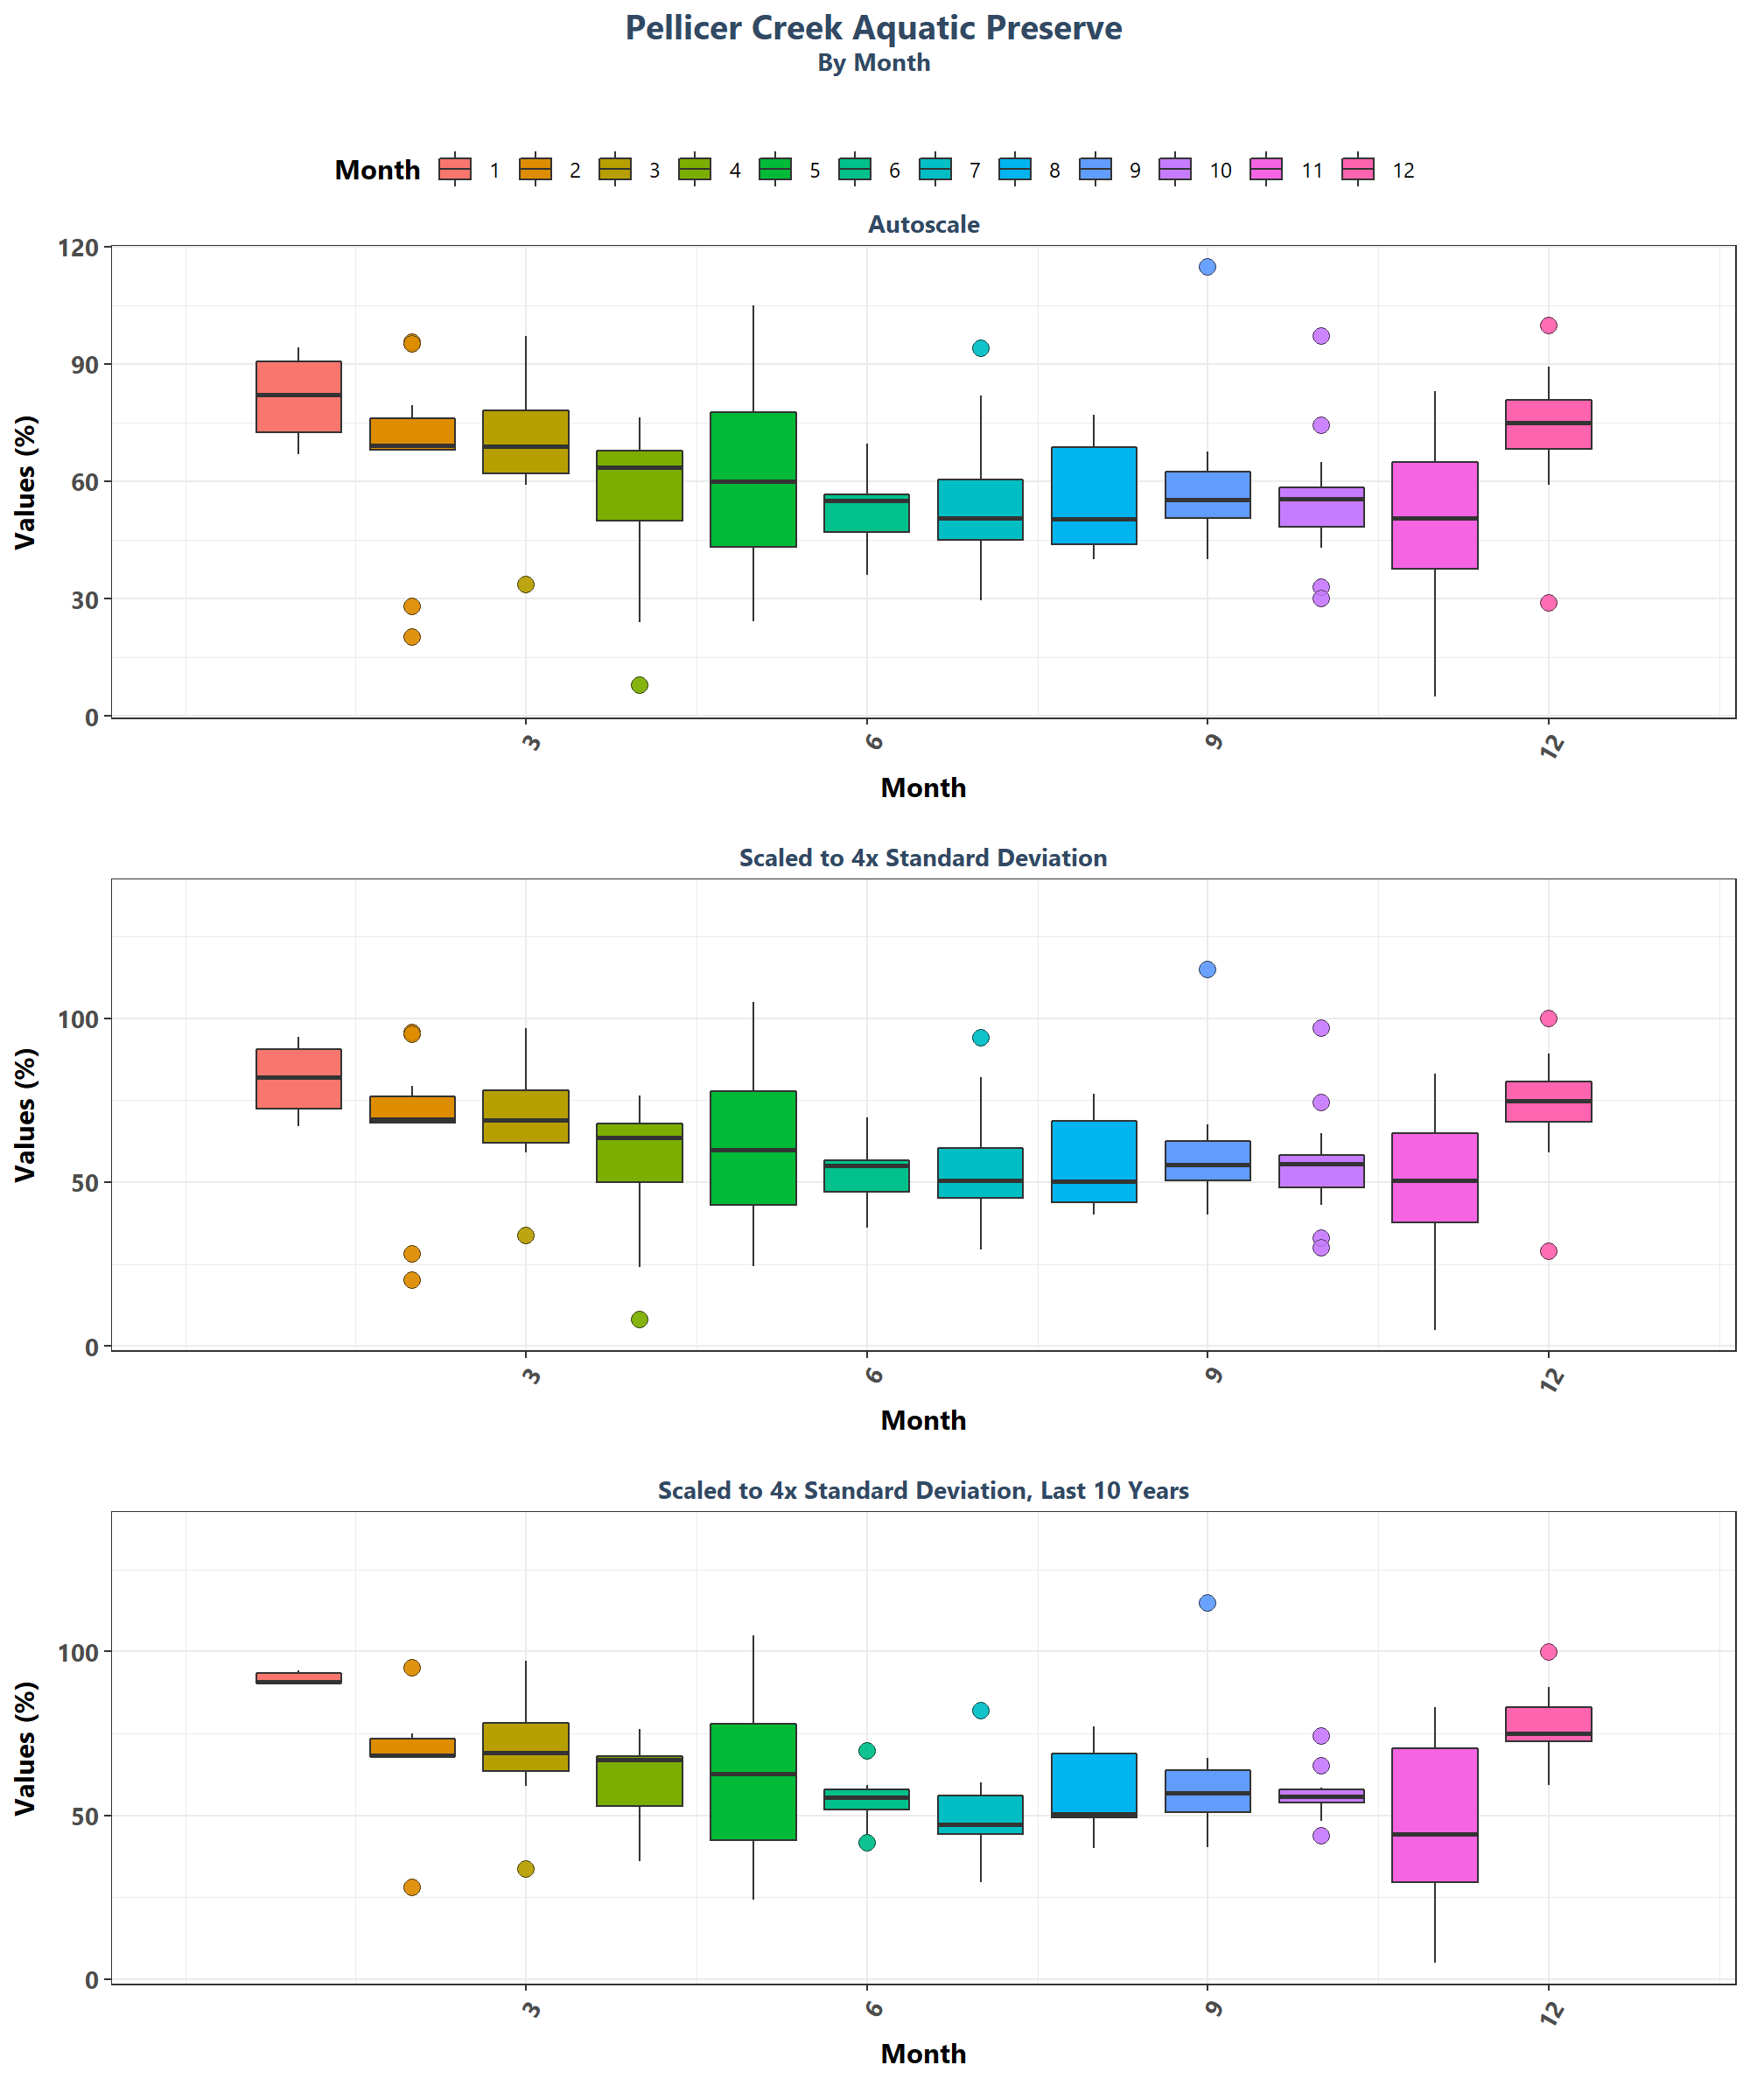 Pellicer Creek Aquatic Preserve
By Month
Month 1 2 3 4 5 6 7 8 9 10 11 12
Autoscale
Values (%)
120
90
60
30
0
3 6 9 12
Month
Scaled to 4x Standard Deviation
Values (%)
100
50
0
3 6 9 12
Month
Scaled to 4x Standard Deviation, Last 10 Years
Values (%)
100
50
0
3 6 9 12
Month